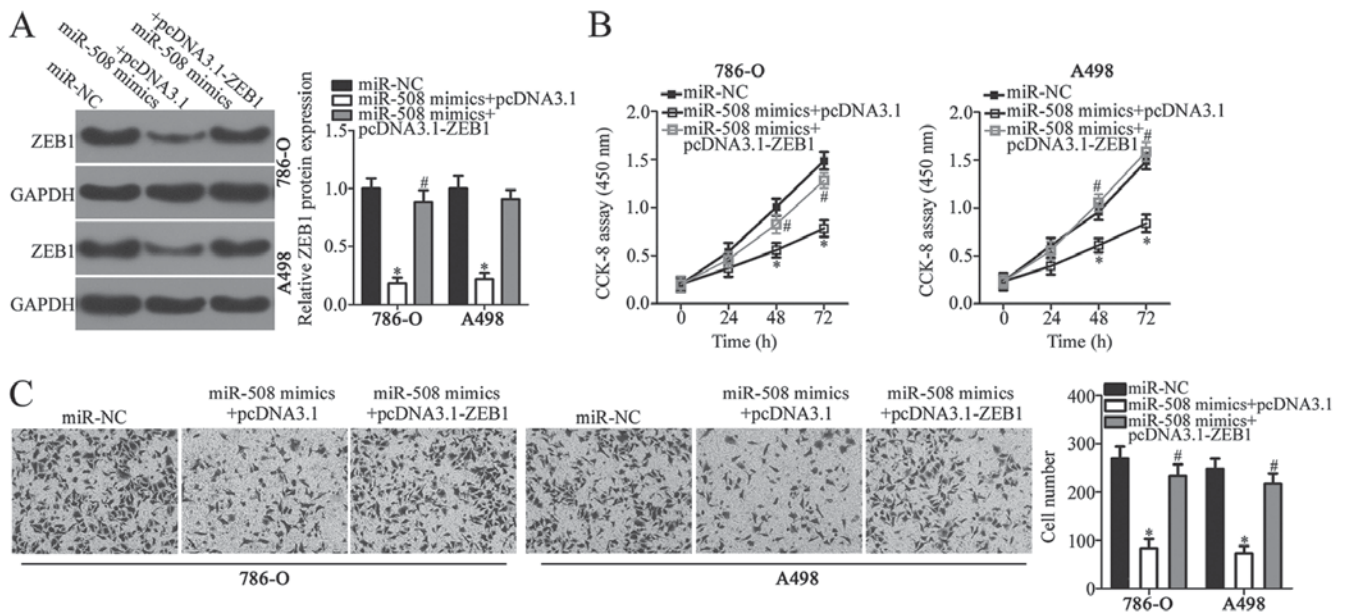 A
miR-NC
miR-508 mimics
+pcDNA3.1
miR-508 mimics
+pcDNA3.1-ZEB1
ZEB1
GAPDH
786-O
ZEB1
GAPDH
A498
Relative ZEB1 protein expression
miR-NC
miR-508 mimics+pcDNA3.1
miR-508 mimics+
pcDNA3.1-ZEB1
1.5
1.0
0.5
0.0
*
#
*
786-O
A498
B
786-O
miR-NC
miR-508 mimics+pcDNA3.1
miR-508 mimics+
pcDNA3.1-ZEB1
CCK-8 assay (450 nm)
2.0
1.5
1.0
0.5
0.0
#
#
*
*
0 24 48 72
Time (h)
A498
miR-NC
miR-508 mimics+pcDNA3.1
miR-508 mimics+
pcDNA3.1-ZEB1
CCK-8 assay (450 nm)
2.0
1.5
1.0
0.5
0.0
#
#
*
*
0 24 48 72
Time (h)
C
miR-NC
miR-508 mimics
+pcDNA3.1
miR-508 mimics
+pcDNA3.1-ZEB1
786-O
miR-NC
miR-508 mimics
+pcDNA3.1
miR-508 mimics
+pcDNA3.1-ZEB1
A498
miR-NC
miR-508 mimics+pcDNA3.1
miR-508 mimics+
pcDNA3.1-ZEB1
Cell number
400
300
200
100
0
*
#
*
#
786-O
A498